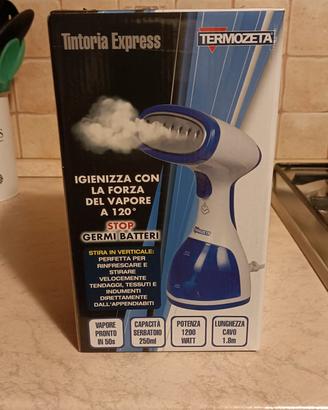 Tintoria Express
TERMOZETA
IGIENIZZA CON
LA FORZA
DEL VAPORE
A 120°
STOP
GERMI BATTERI
STIRA IN VERTICALE:
PERFETTA PER
RINFRESCARE E
STIRARE
VELOCEMENTE
TENDAGGI, TESSUTI E
INDUMENTI
DIRETTAMENTE
DALL'APPENDIABITI
VAPORE
PRONTO
IN 50s
CAPACITÀ
SERBATOIO
250ml
POTENZA
1200
WATT
LUNGHEZZA
CAVO
1.8m